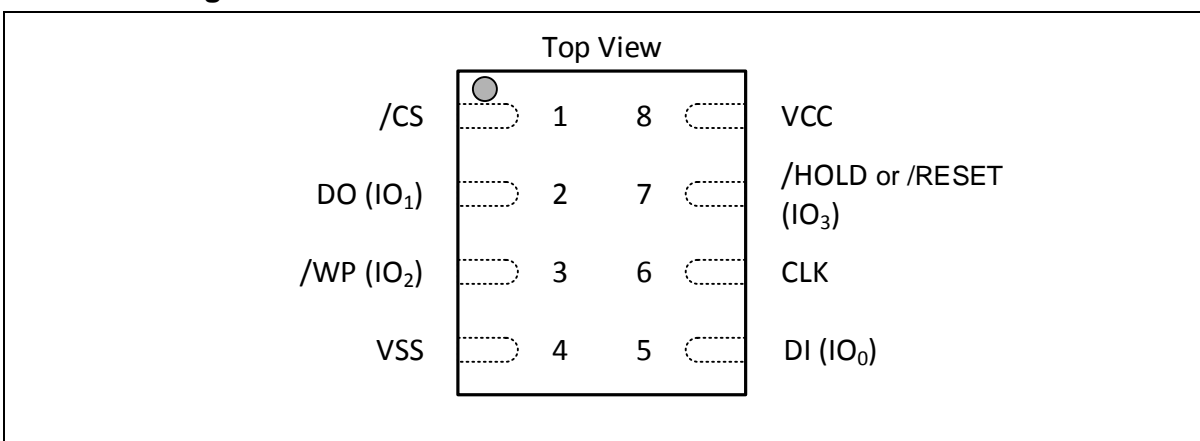 Top View
/CS 1 8 VCC
DO (IO₁) 2 7 /HOLD or /RESET
(IO₃)
/WP (IO₂) 3 6 CLK
VSS 4 5 DI (IO₀)